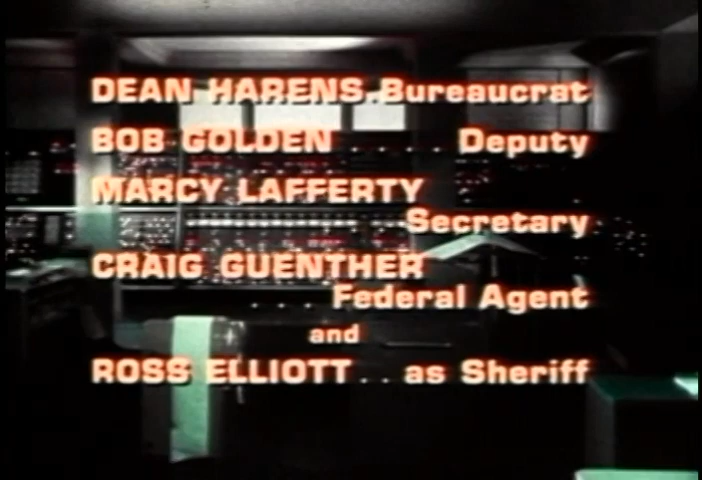 DEAN HARENS.Bureaucrat
BOB GOLDEN ..... Deputy
MARCY LAFFERTY
Secretary
CRAIG GUENTHER
.... Federal Agent
and
ROSS ELLIOTT .. as Sheriff